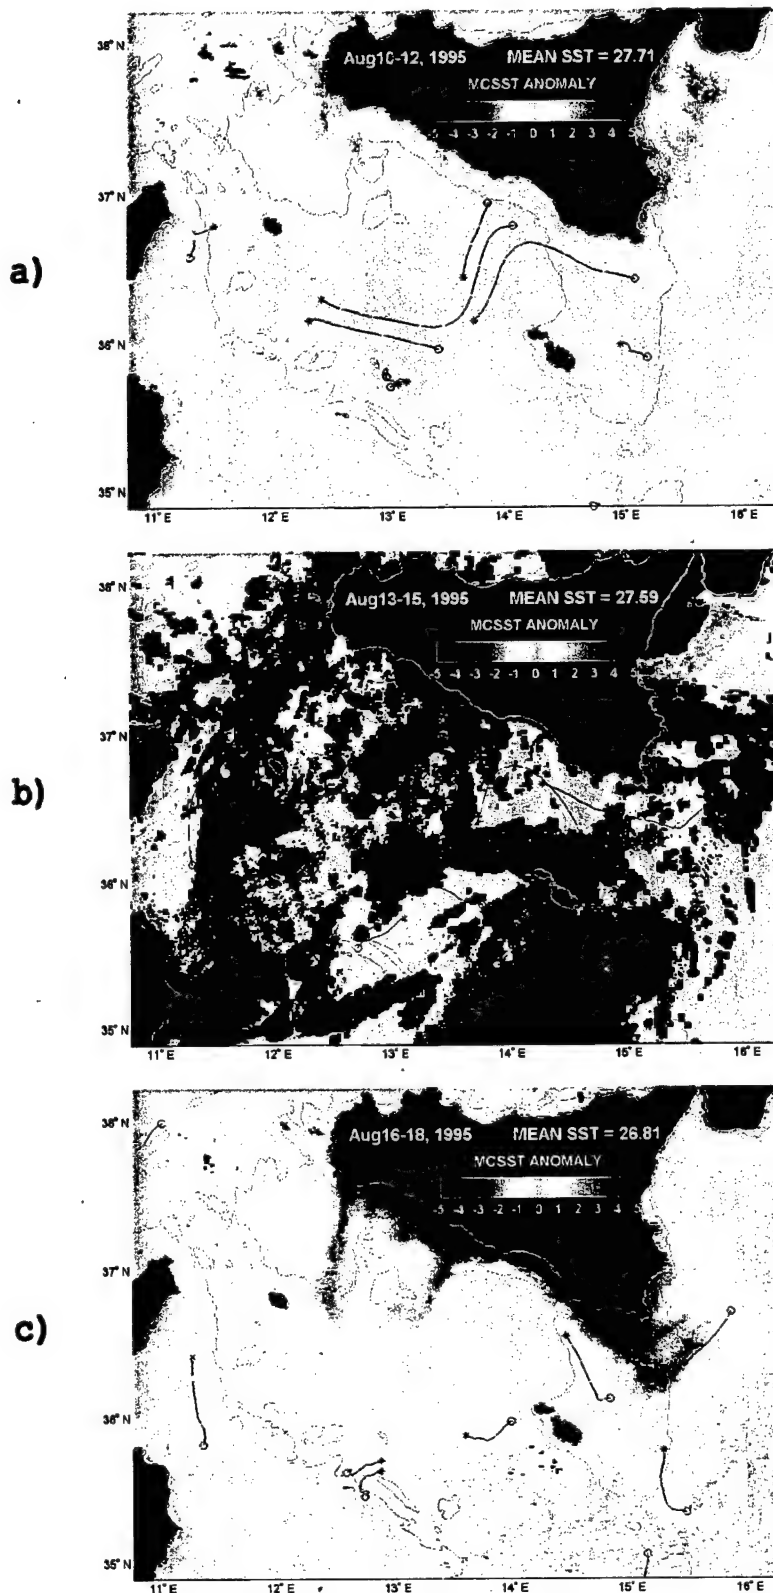 a)
38° N
37° N
36° N
35° N
Aug10-12, 1995 MEAN SST = 27.71
MCSST ANOMALY
-5 -4 -3 -2 -1 0 1 2 3 4 5
11° E 12° E 13° E 14° E 15° E 16° E
b)
38° N
37° N
36° N
35° N
Aug13-15, 1995 MEAN SST = 27.59
MCSST ANOMALY
-5 -4 -3 -2 -1 0 1 2 3 4 5
11° E 12° E 13° E 14° E 15° E 16° E
c)
38° N
37° N
36° N
35° N
Aug16-18, 1995 MEAN SST = 26.81
MCSST ANOMALY
-5 -4 -3 -2 -1 0 1 2 3 4 5
11° E 12° E 13° E 14° E 15° E 16° E